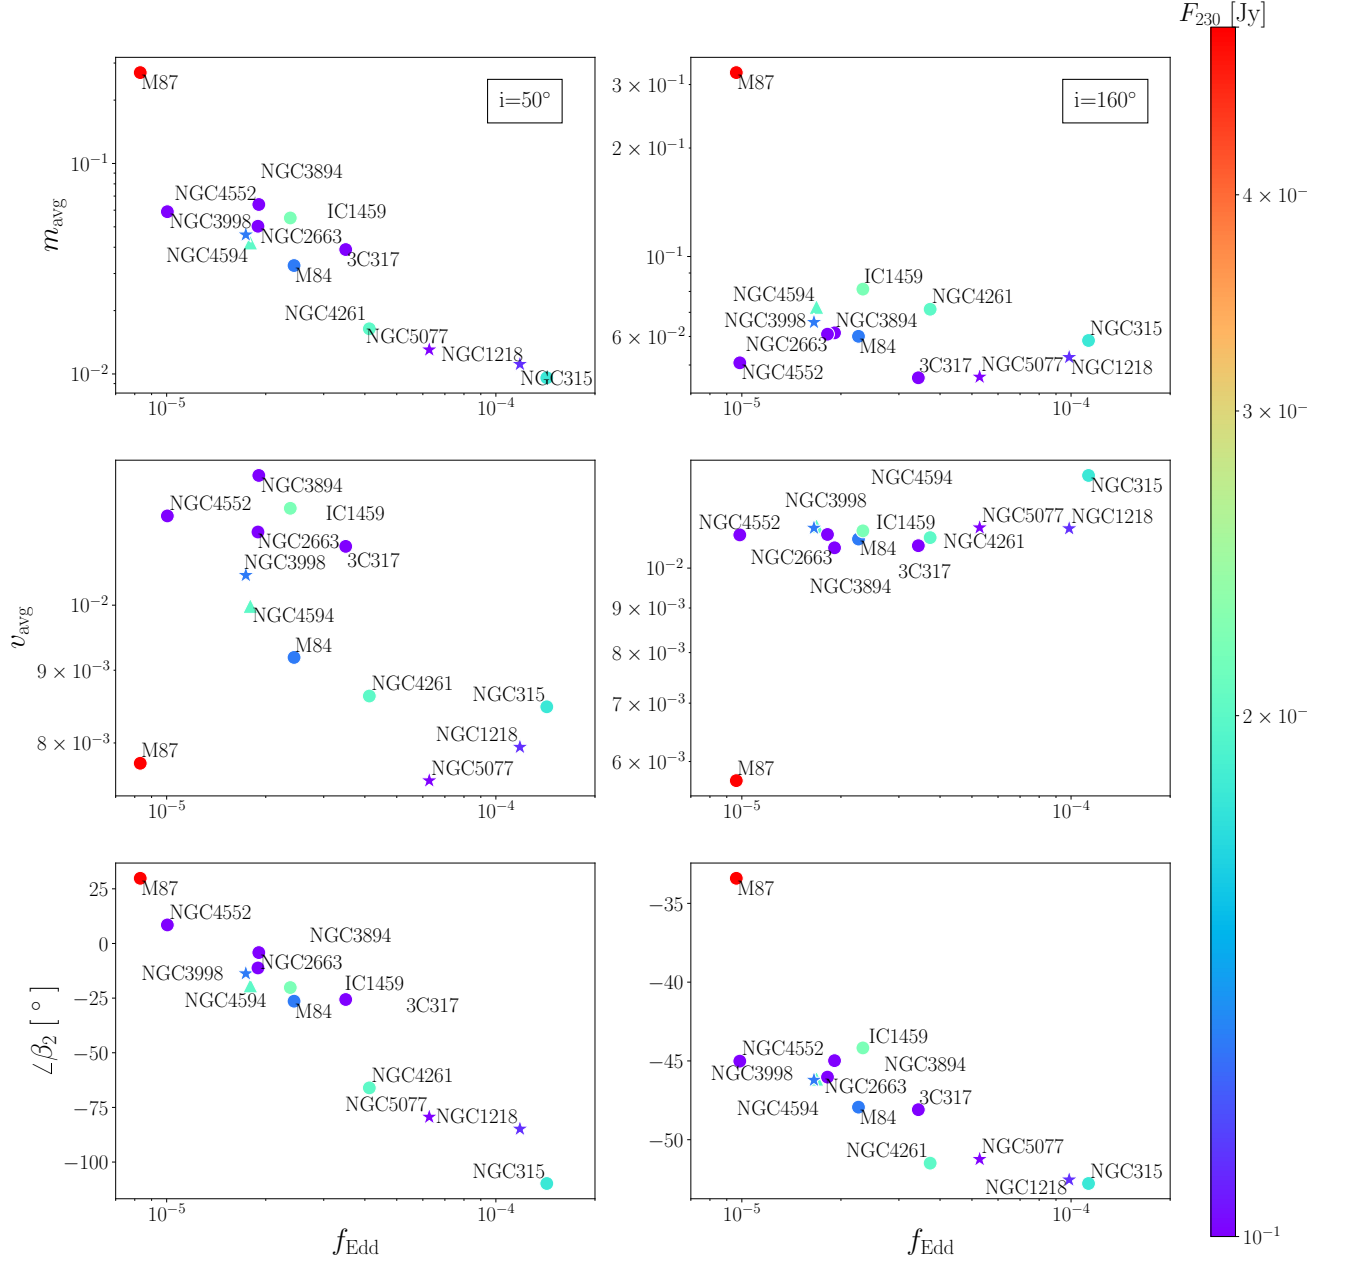 F₂₃₀ [Jy]
i=50°
M87
NGC3894
NGC4552
IC1459
NGC3998
NGC2663
NGC4594
3C317
M84
NGC4261
NGC5077
NGC1218
NGC315
10⁻¹
10⁻²
m_avg
10⁻⁵
10⁻⁴
i=160°
M87
IC1459
NGC4594
NGC4261
NGC3998
NGC3894
NGC315
NGC2663
M84
3C317
NGC5077
NGC1218
NGC4552
3 × 10⁻¹
2 × 10⁻¹
10⁻¹
6 × 10⁻²
10⁻⁵
10⁻⁴
NGC3894
NGC4552
IC1459
NGC2663
3C317
NGC3998
NGC4594
M84
NGC4261
NGC315
NGC1218
M87
NGC5077
10⁻²
9 × 10⁻³
8 × 10⁻³
v_avg
10⁻⁵
10⁻⁴
NGC4594
NGC315
NGC3998
NGC4552
IC1459
NGC5077
NGC1218
NGC2663
M84
NGC4261
3C317
NGC3894
M87
10⁻²
9 × 10⁻³
8 × 10⁻³
7 × 10⁻³
6 × 10⁻³
10⁻⁵
10⁻⁴
M87
NGC4552
NGC3894
NGC2663
NGC3998
IC1459
NGC4594
M84
3C317
NGC4261
NGC5077
NGC1218
NGC315
25
0
−25
−50
−75
−100
∠β₂ [ ° ]
10⁻⁵
10⁻⁴
f_Edd
M87
IC1459
NGC4552
NGC3894
NGC3998
NGC2663
3C317
NGC4594
M84
NGC4261
NGC5077
NGC1218
NGC315
−35
−40
−45
−50
10⁻⁵
10⁻⁴
f_Edd
4 × 10⁻
3 × 10⁻
2 × 10⁻
10⁻¹